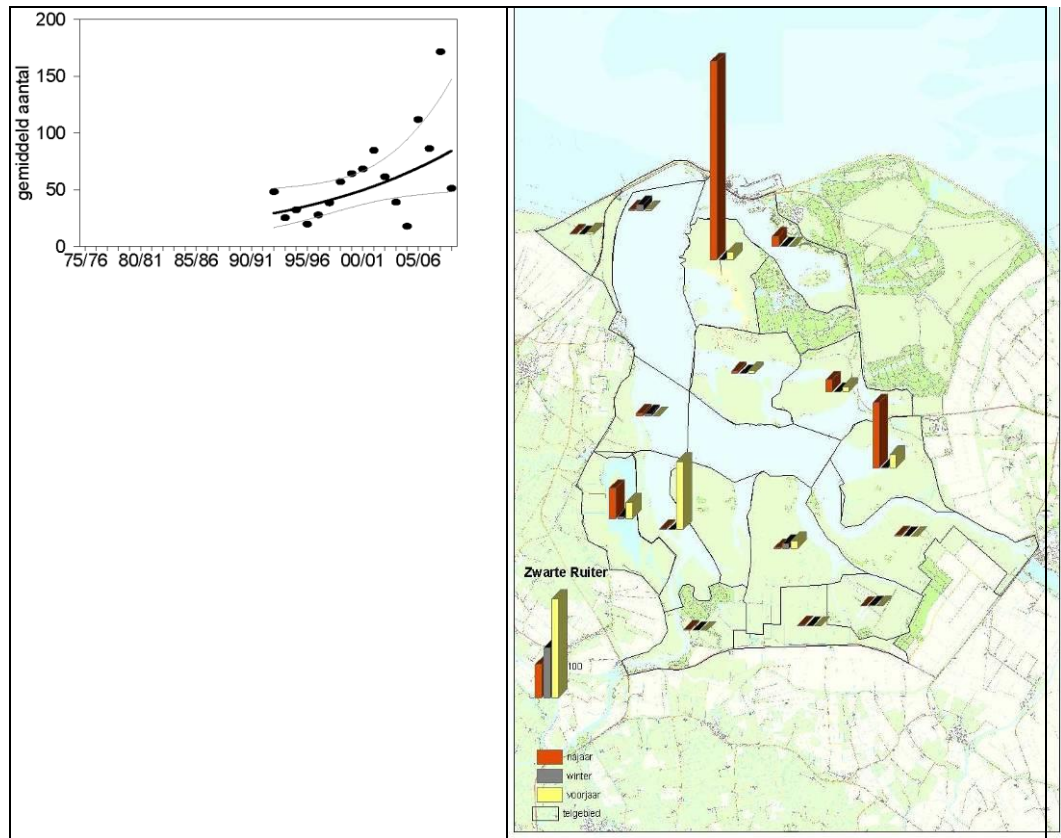 200
150
100
50
0
gemiddeld aantal
75/76 80/81 85/86 90/91 95/96 00/01 05/06
Zwarte Ruiter
100
najaar
winter
voorjaar
telgebied